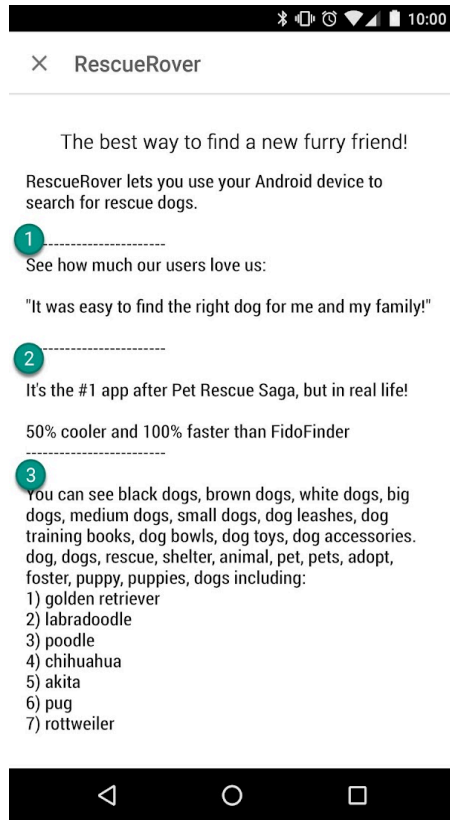 10:00
RescueRover
The best way to find a new furry friend!
RescueRover lets you use your Android device to
search for rescue dogs.
1
-----------------------
See how much our users love us:
"It was easy to find the right dog for me and my family!"
-----------------------
2
It's the #1 app after Pet Rescue Saga, but in real life!
50% cooler and 100% faster than FidoFinder
-----------------------
3
You can see black dogs, brown dogs, white dogs, big
dogs, medium dogs, small dogs, dog leashes, dog
training books, dog bowls, dog toys, dog accessories.
dog, dogs, rescue, shelter, animal, pet, pets, adopt,
foster, puppy, puppies, dogs including:
1) golden retriever
2) labradoodle
3) poodle
4) chihuahua
5) akita
6) pug
7) rottweiler